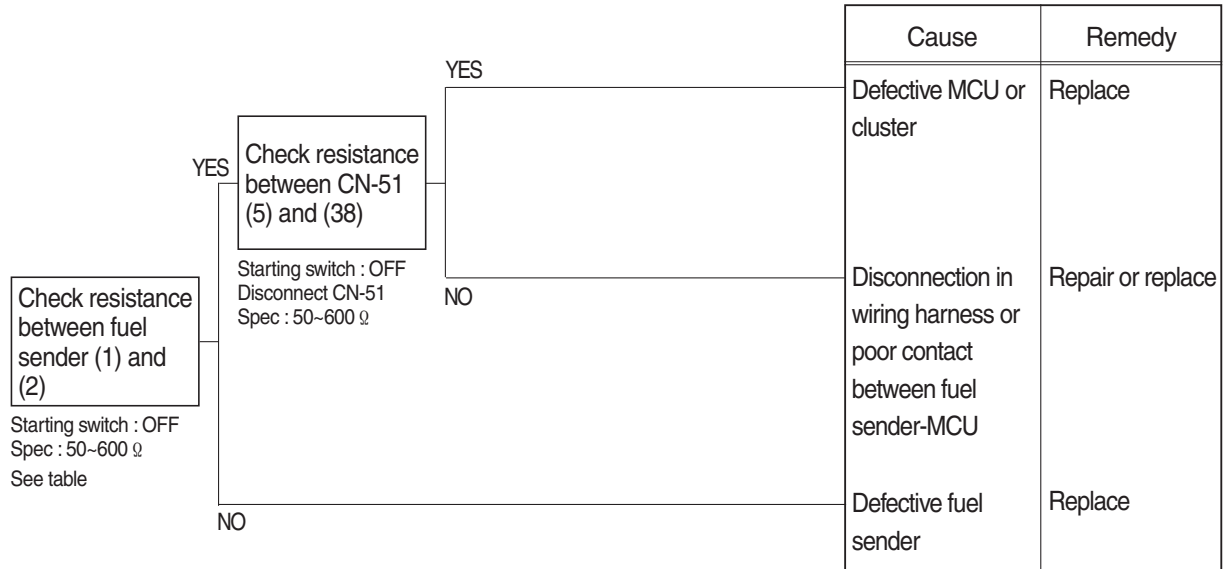 Check resistance
between fuel
sender (1) and
(2)
Starting switch : OFF
Spec : 50~600 Ω
See table
YES
NO
Check resistance
between CN-51
(5) and (38)
Starting switch : OFF
Disconnect CN-51
Spec : 50~600 Ω
YES
NO
Cause
Remedy
Defective MCU or
cluster
Replace
Disconnection in
wiring harness or
poor contact
between fuel
sender-MCU
Repair or replace
Defective fuel
sender
Replace